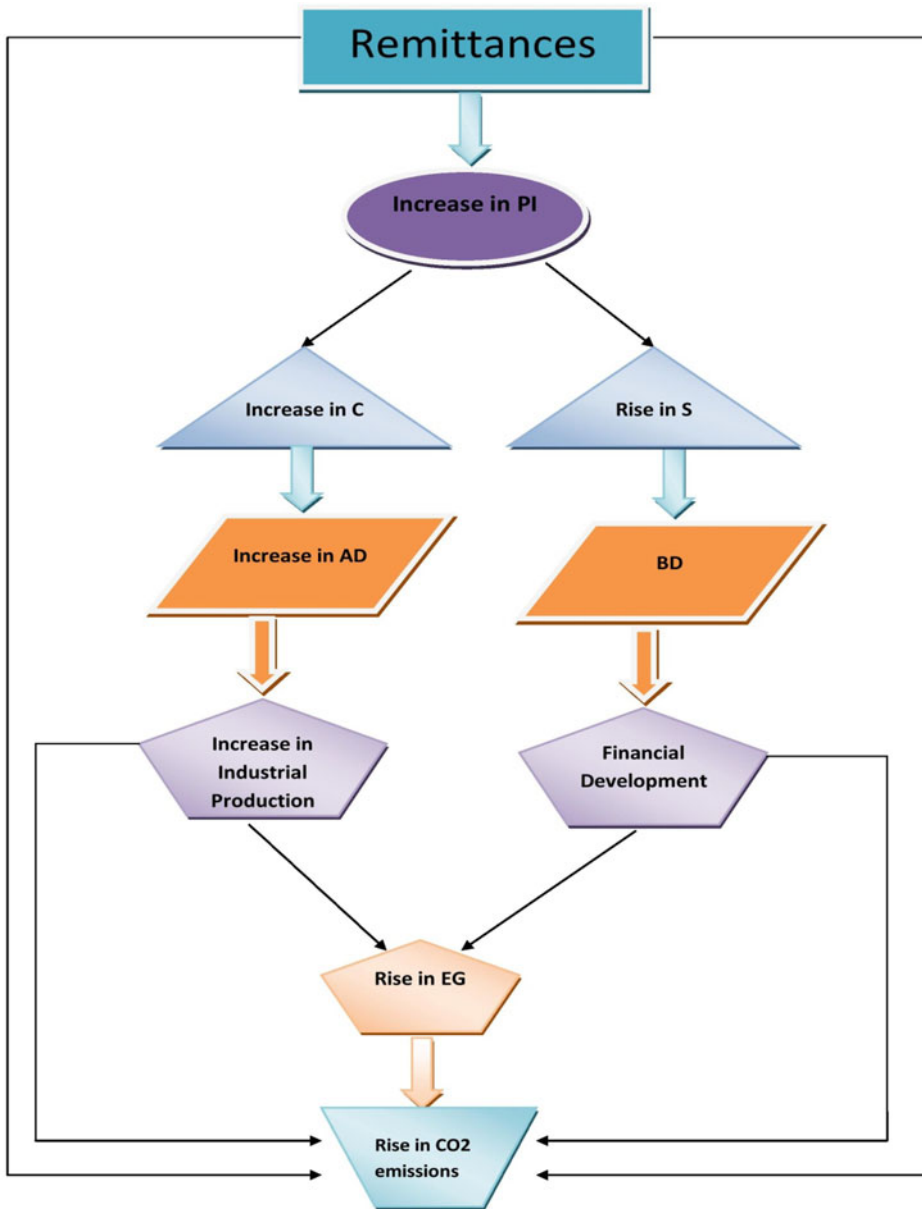 Remittances
Increase in PI
Increase in C
Rise in S
Increase in AD
BD
Increase in
Industrial
Production
Financial
Development
Rise in EG
Rise in CO2
emissions